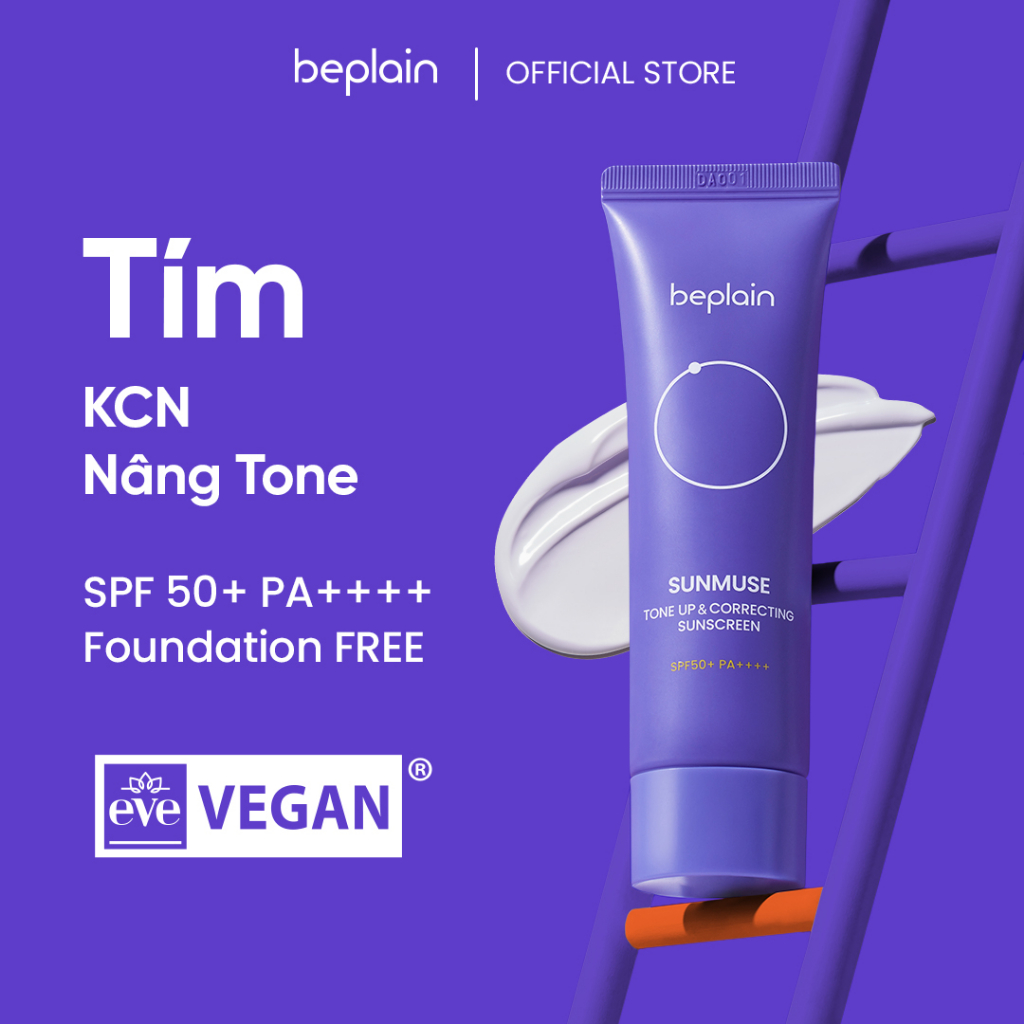 beplain | OFFICIAL STORE
Tím
KCN
Nâng Tone
SPF 50+ PA++++
Foundation FREE
eve VEGAN®
DA001
beplain
SUNMUSE
TONE UP & CORRECTING
SUNSCREEN
SPF50+ PA++++